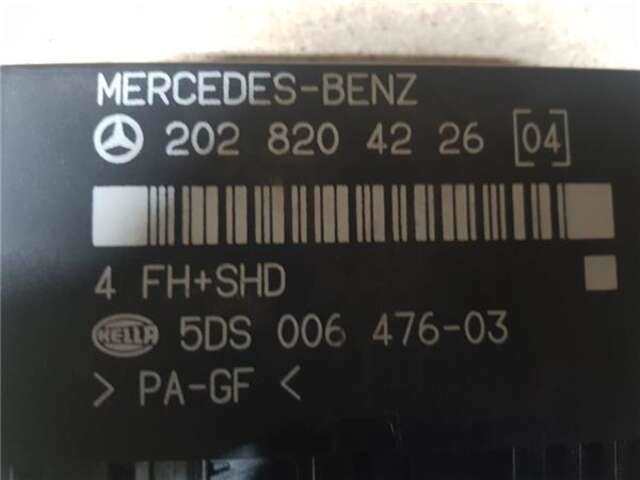 MERCEDES-BENZ
202 820 42 26 [04]
4 FH+SHD
HELLA 5DS 006 476-03
> PA-GF <